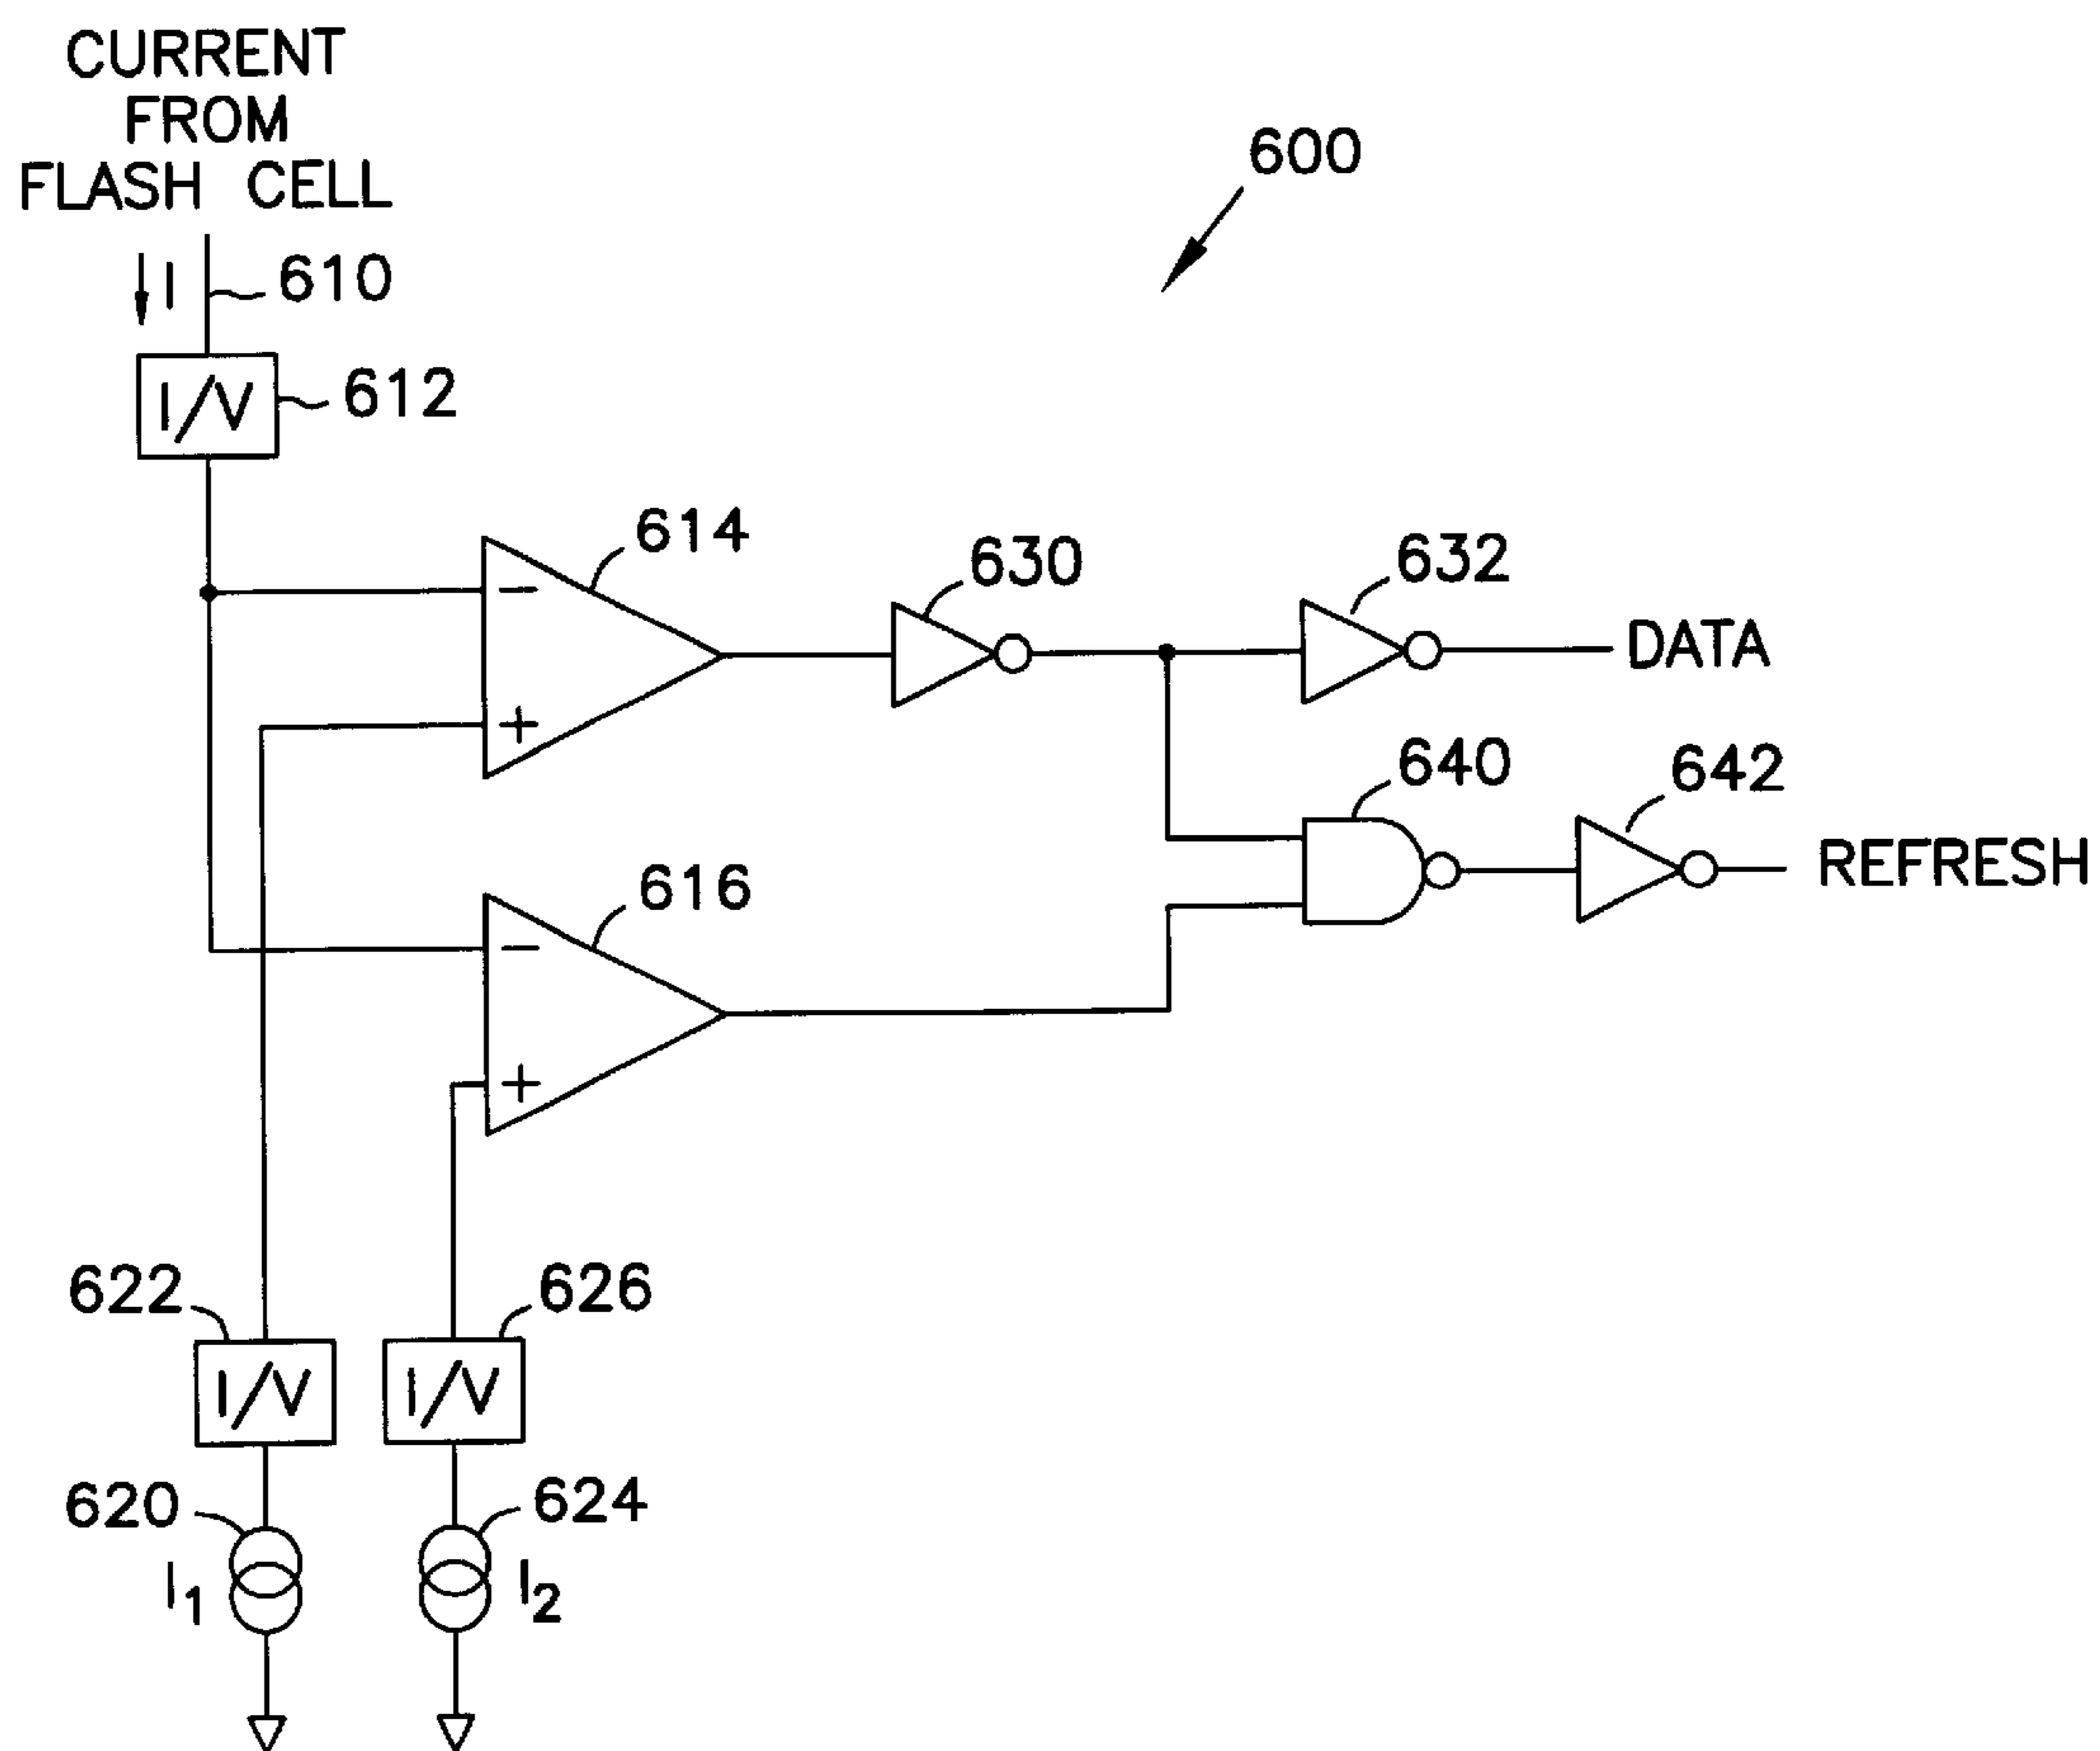 CURRENT
FROM
FLASH CELL
600
I
610
I/V
612
614
630
632
DATA
−
+
640
642
REFRESH
616
−
+
622
626
I/V
I/V
620
624
I1
I2